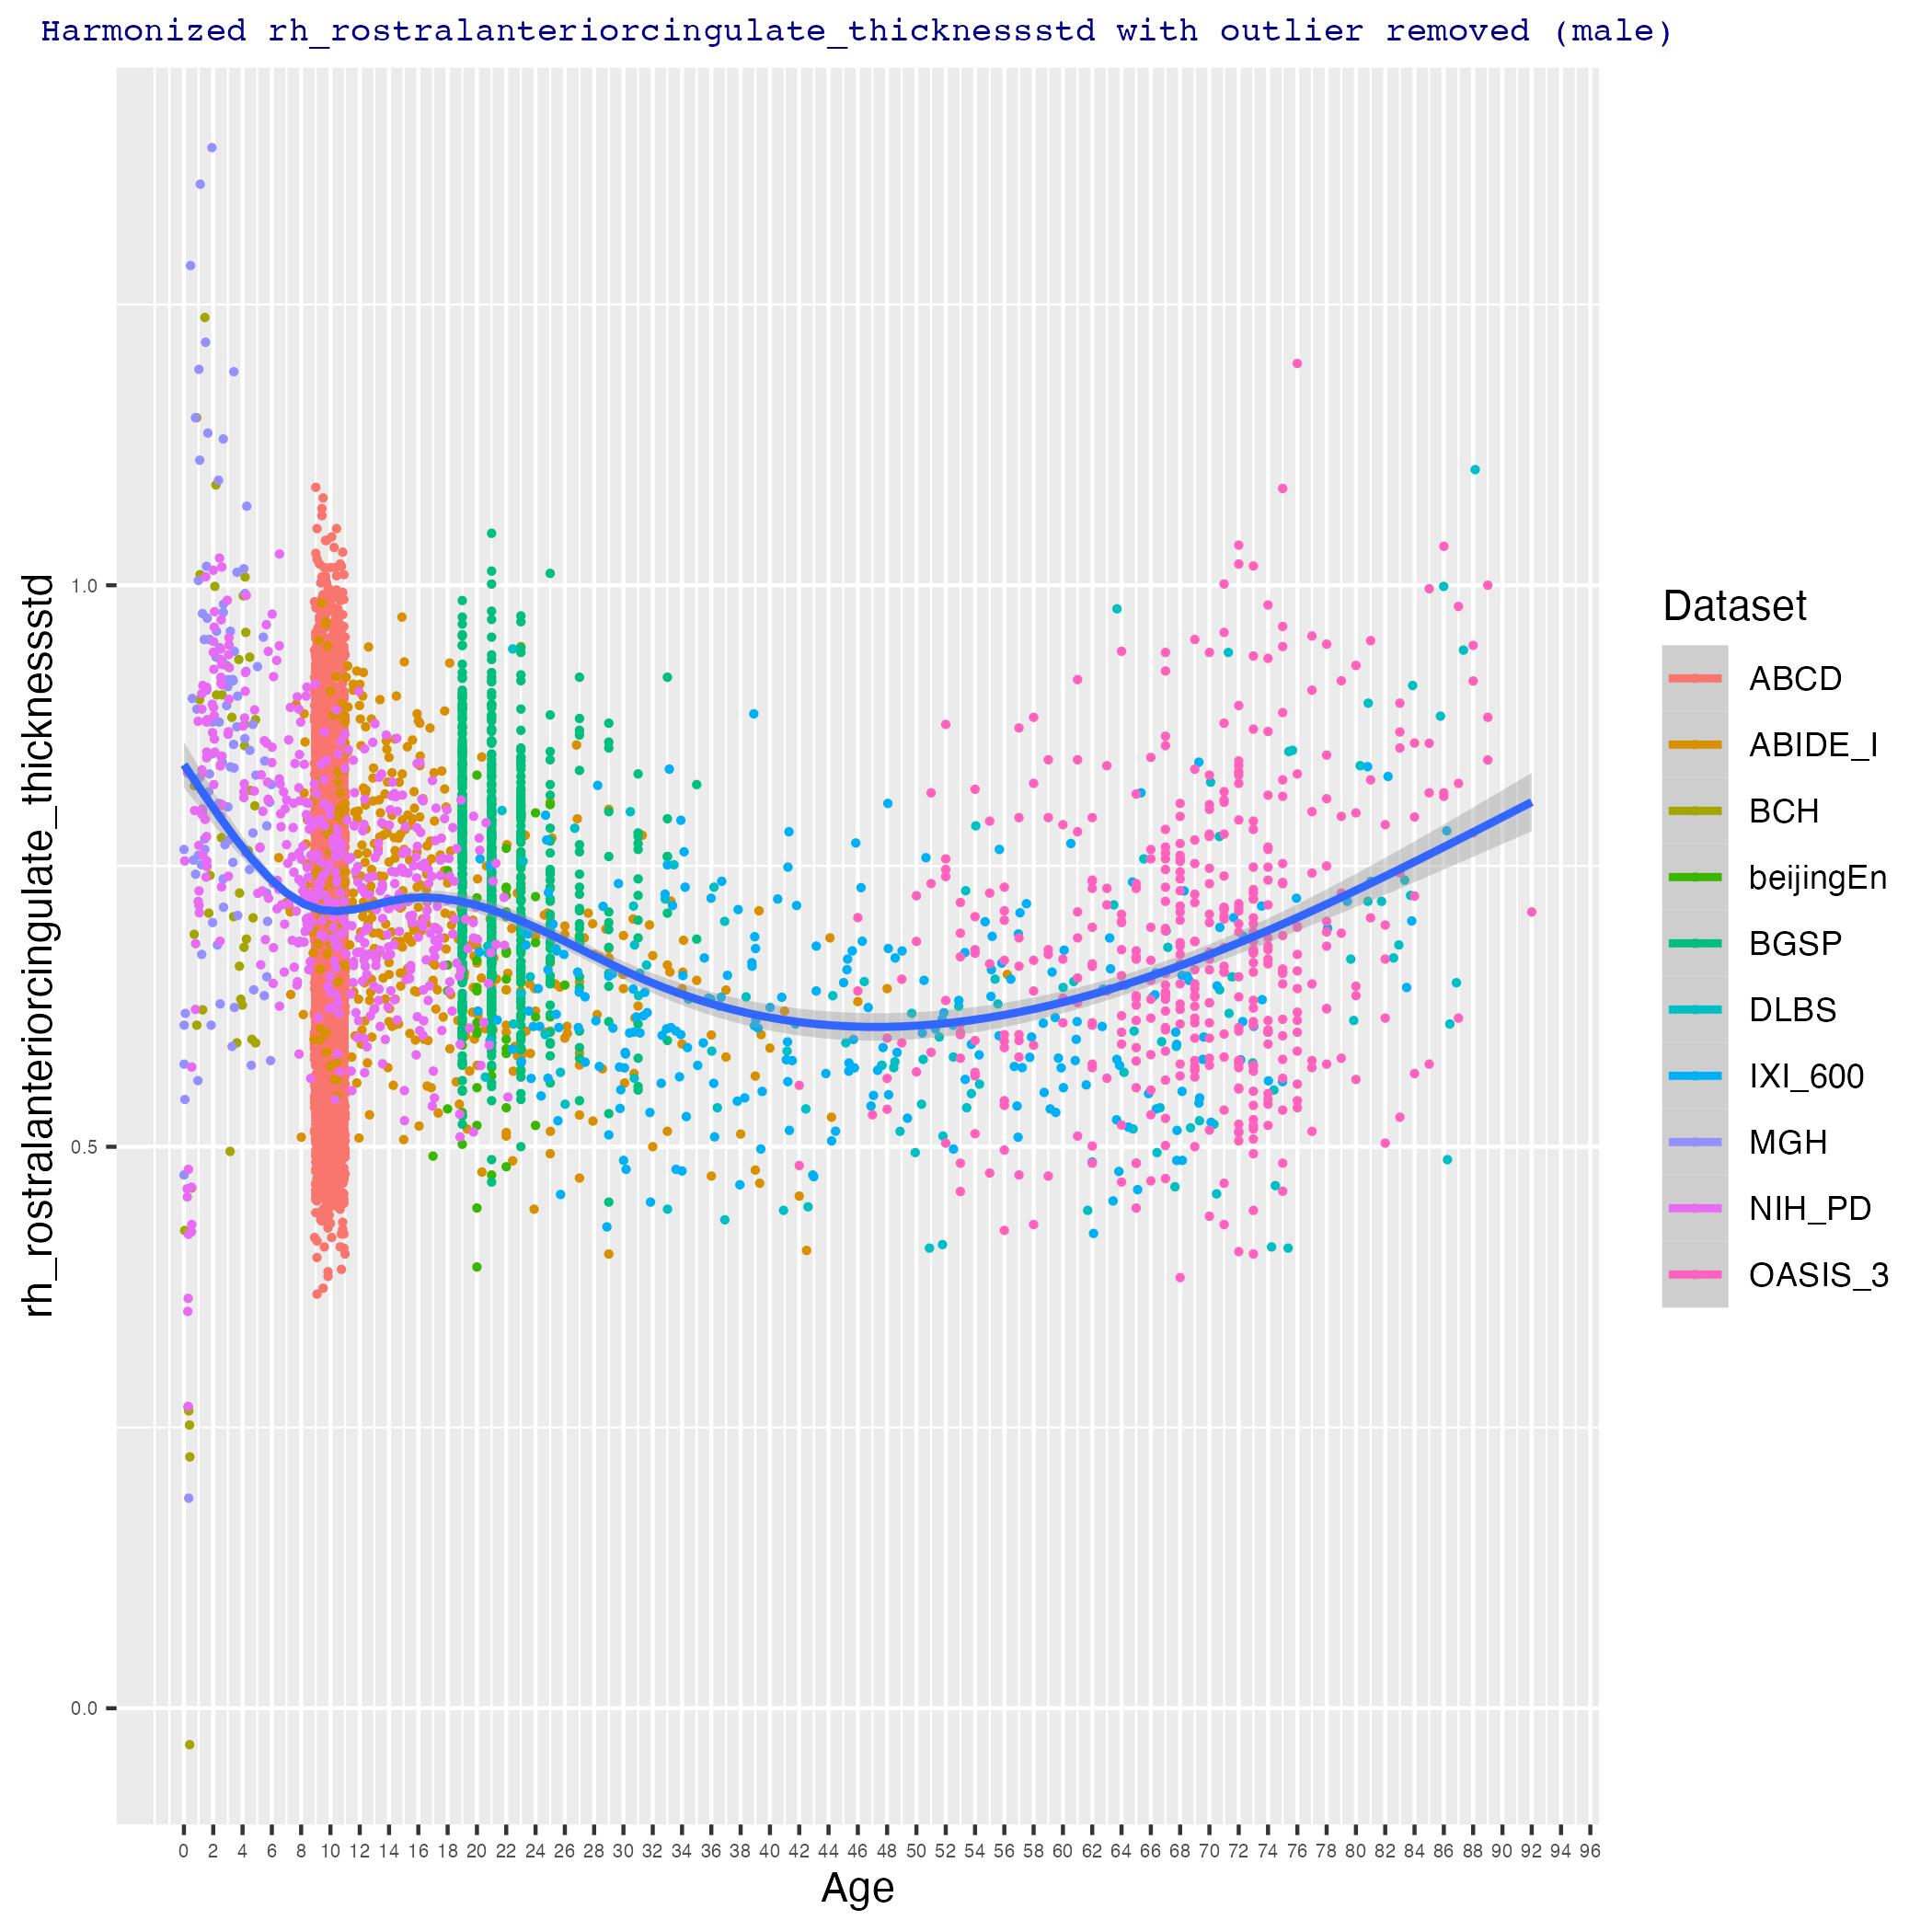 Harmonized rh_rostralanteriorcingulate_thicknessstd with outlier removed (male)
rh_rostralanteriorcingulate_thicknessstd
1.0
0.5
0.0
0 2 4 6 8 10 12 14 16 18 20 22 24 26 28 30 32 34 36 38 40 42 44 46 48 50 52 54 56 58 60 62 64 66 68 70 72 74 76 78 80 82 84 86 88 90 92 94 96
Age
Dataset
ABCD
ABIDE_I
BCH
beijingEn
BGSP
DLBS
IXI_600
MGH
NIH_PD
OASIS_3